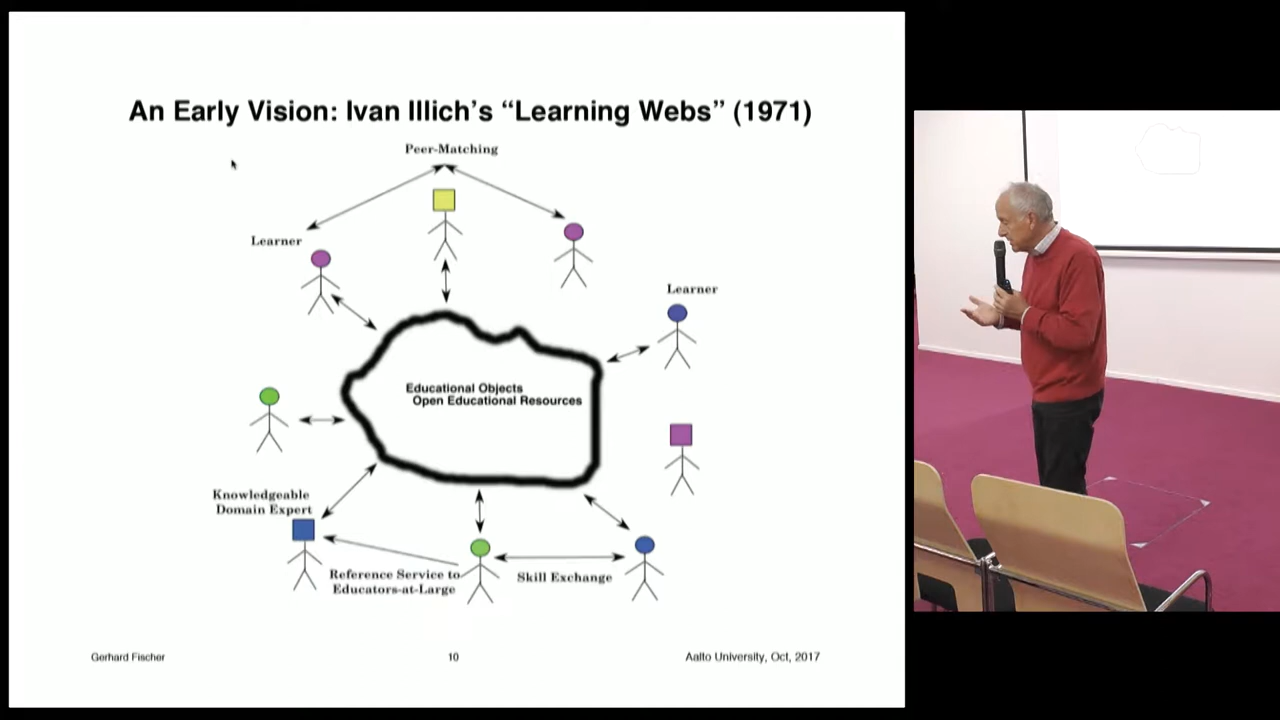 An Early Vision: Ivan Illich's “Learning Webs” (1971)
Peer-Matching
Learner
Learner
Educational Objects
Open Educational Resources
Knowledgeable
Domain Expert
Reference Service to
Educators-at-Large
Skill Exchange
Gerhard Fischer
10
Aalto University, Oct, 2017